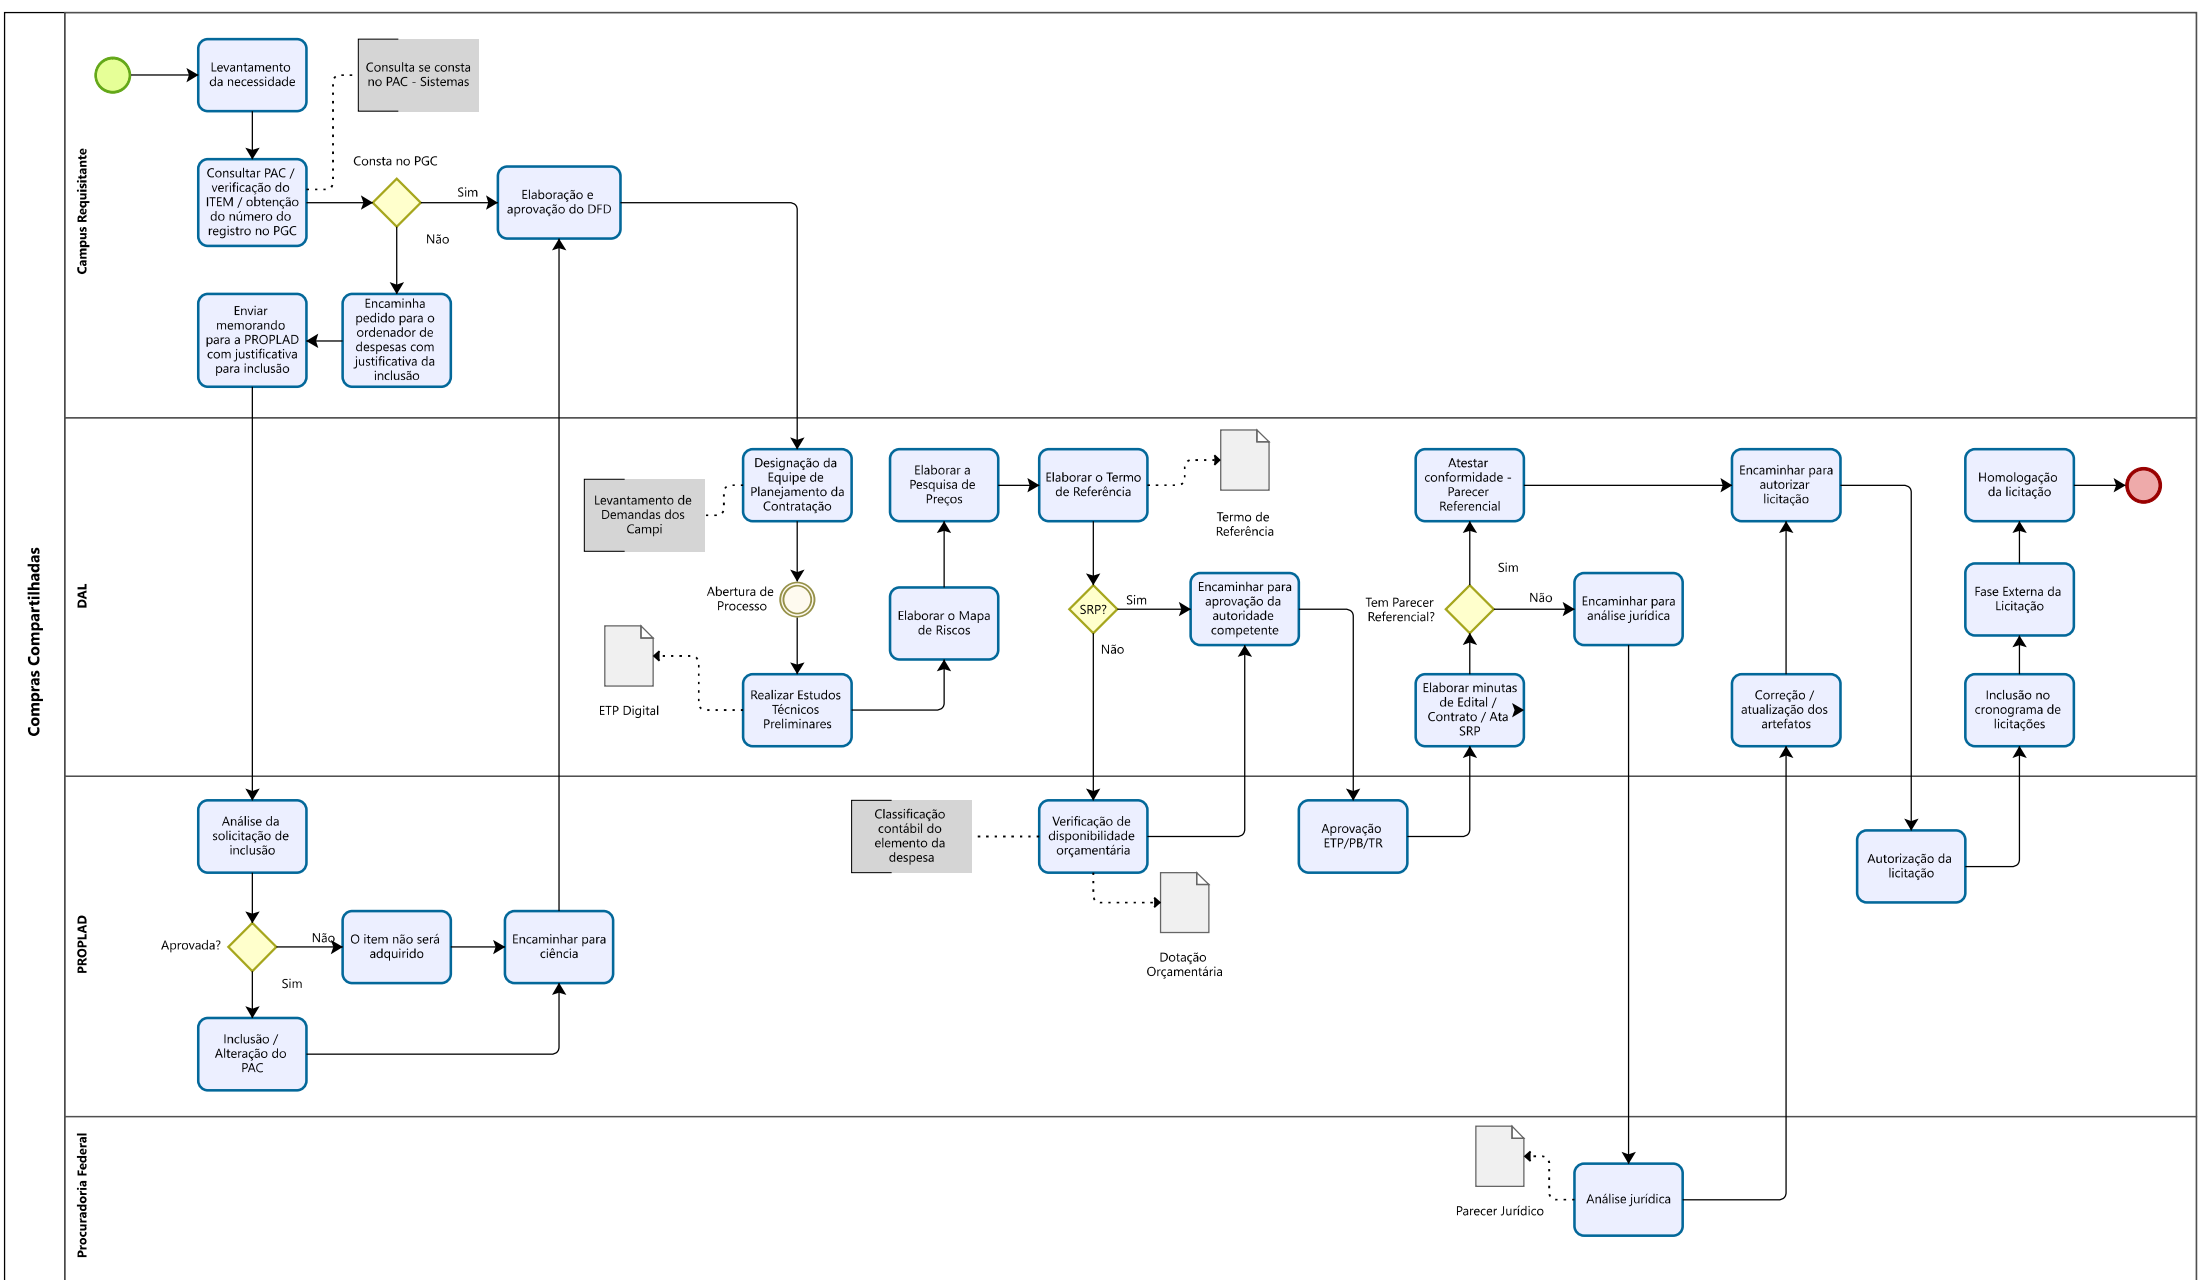 Compras Compartilhadas
Campus Requisitante
Levantamento
da necessidade
Consulta se consta
no PAC - Sistemas
Consultar PAC /
verificação do
ITEM / obtenção
do número do
registro no PGC
Consta no PGC
Sim
Não
Elaboração e
aprovação do DFD
Enviar
memorando
para a PROPLAD
com justificativa
para inclusão
Encaminha
pedido para o
ordenador de
despesas com
justificativa da
inclusão
DAL
Levantamento de
Demandas dos
Campi
Designação da
Equipe de
Planejamento da
Contratação
Abertura de
Processo
ETP Digital
Realizar Estudos
Técnicos
Preliminares
Elaborar a
Pesquisa de
Preços
Elaborar o Mapa
de Riscos
Elaborar o Termo
de Referência
Termo de
Referência
SRP?
Sim
Não
Encaminhar para
aprovação da
autoridade
competente
Atestar
conformidade -
Parecer
Referencial
Sim
Tem Parecer
Referencial?
Não
Encaminhar para
análise jurídica
Elaborar minutas
de Edital /
Contrato / Ata
SRP
Encaminhar para
autorizar
licitação
Correção /
atualização dos
artefatos
Homologação
da licitação
Fase Externa da
Licitação
Inclusão no
cronograma de
licitações
PROPLAD
Análise da
solicitação de
inclusão
Aprovada?
Não
Sim
O item não será
adquirido
Encaminhar para
ciência
Inclusão /
Alteração do
PAC
Classificação
contábil do
elemento da
despesa
Verificação de
disponibilidade
orçamentária
Dotação
Orçamentária
Aprovação
ETP/PB/TR
Autorização da
licitação
Procuradoria Federal
Parecer Jurídico
Análise jurídica